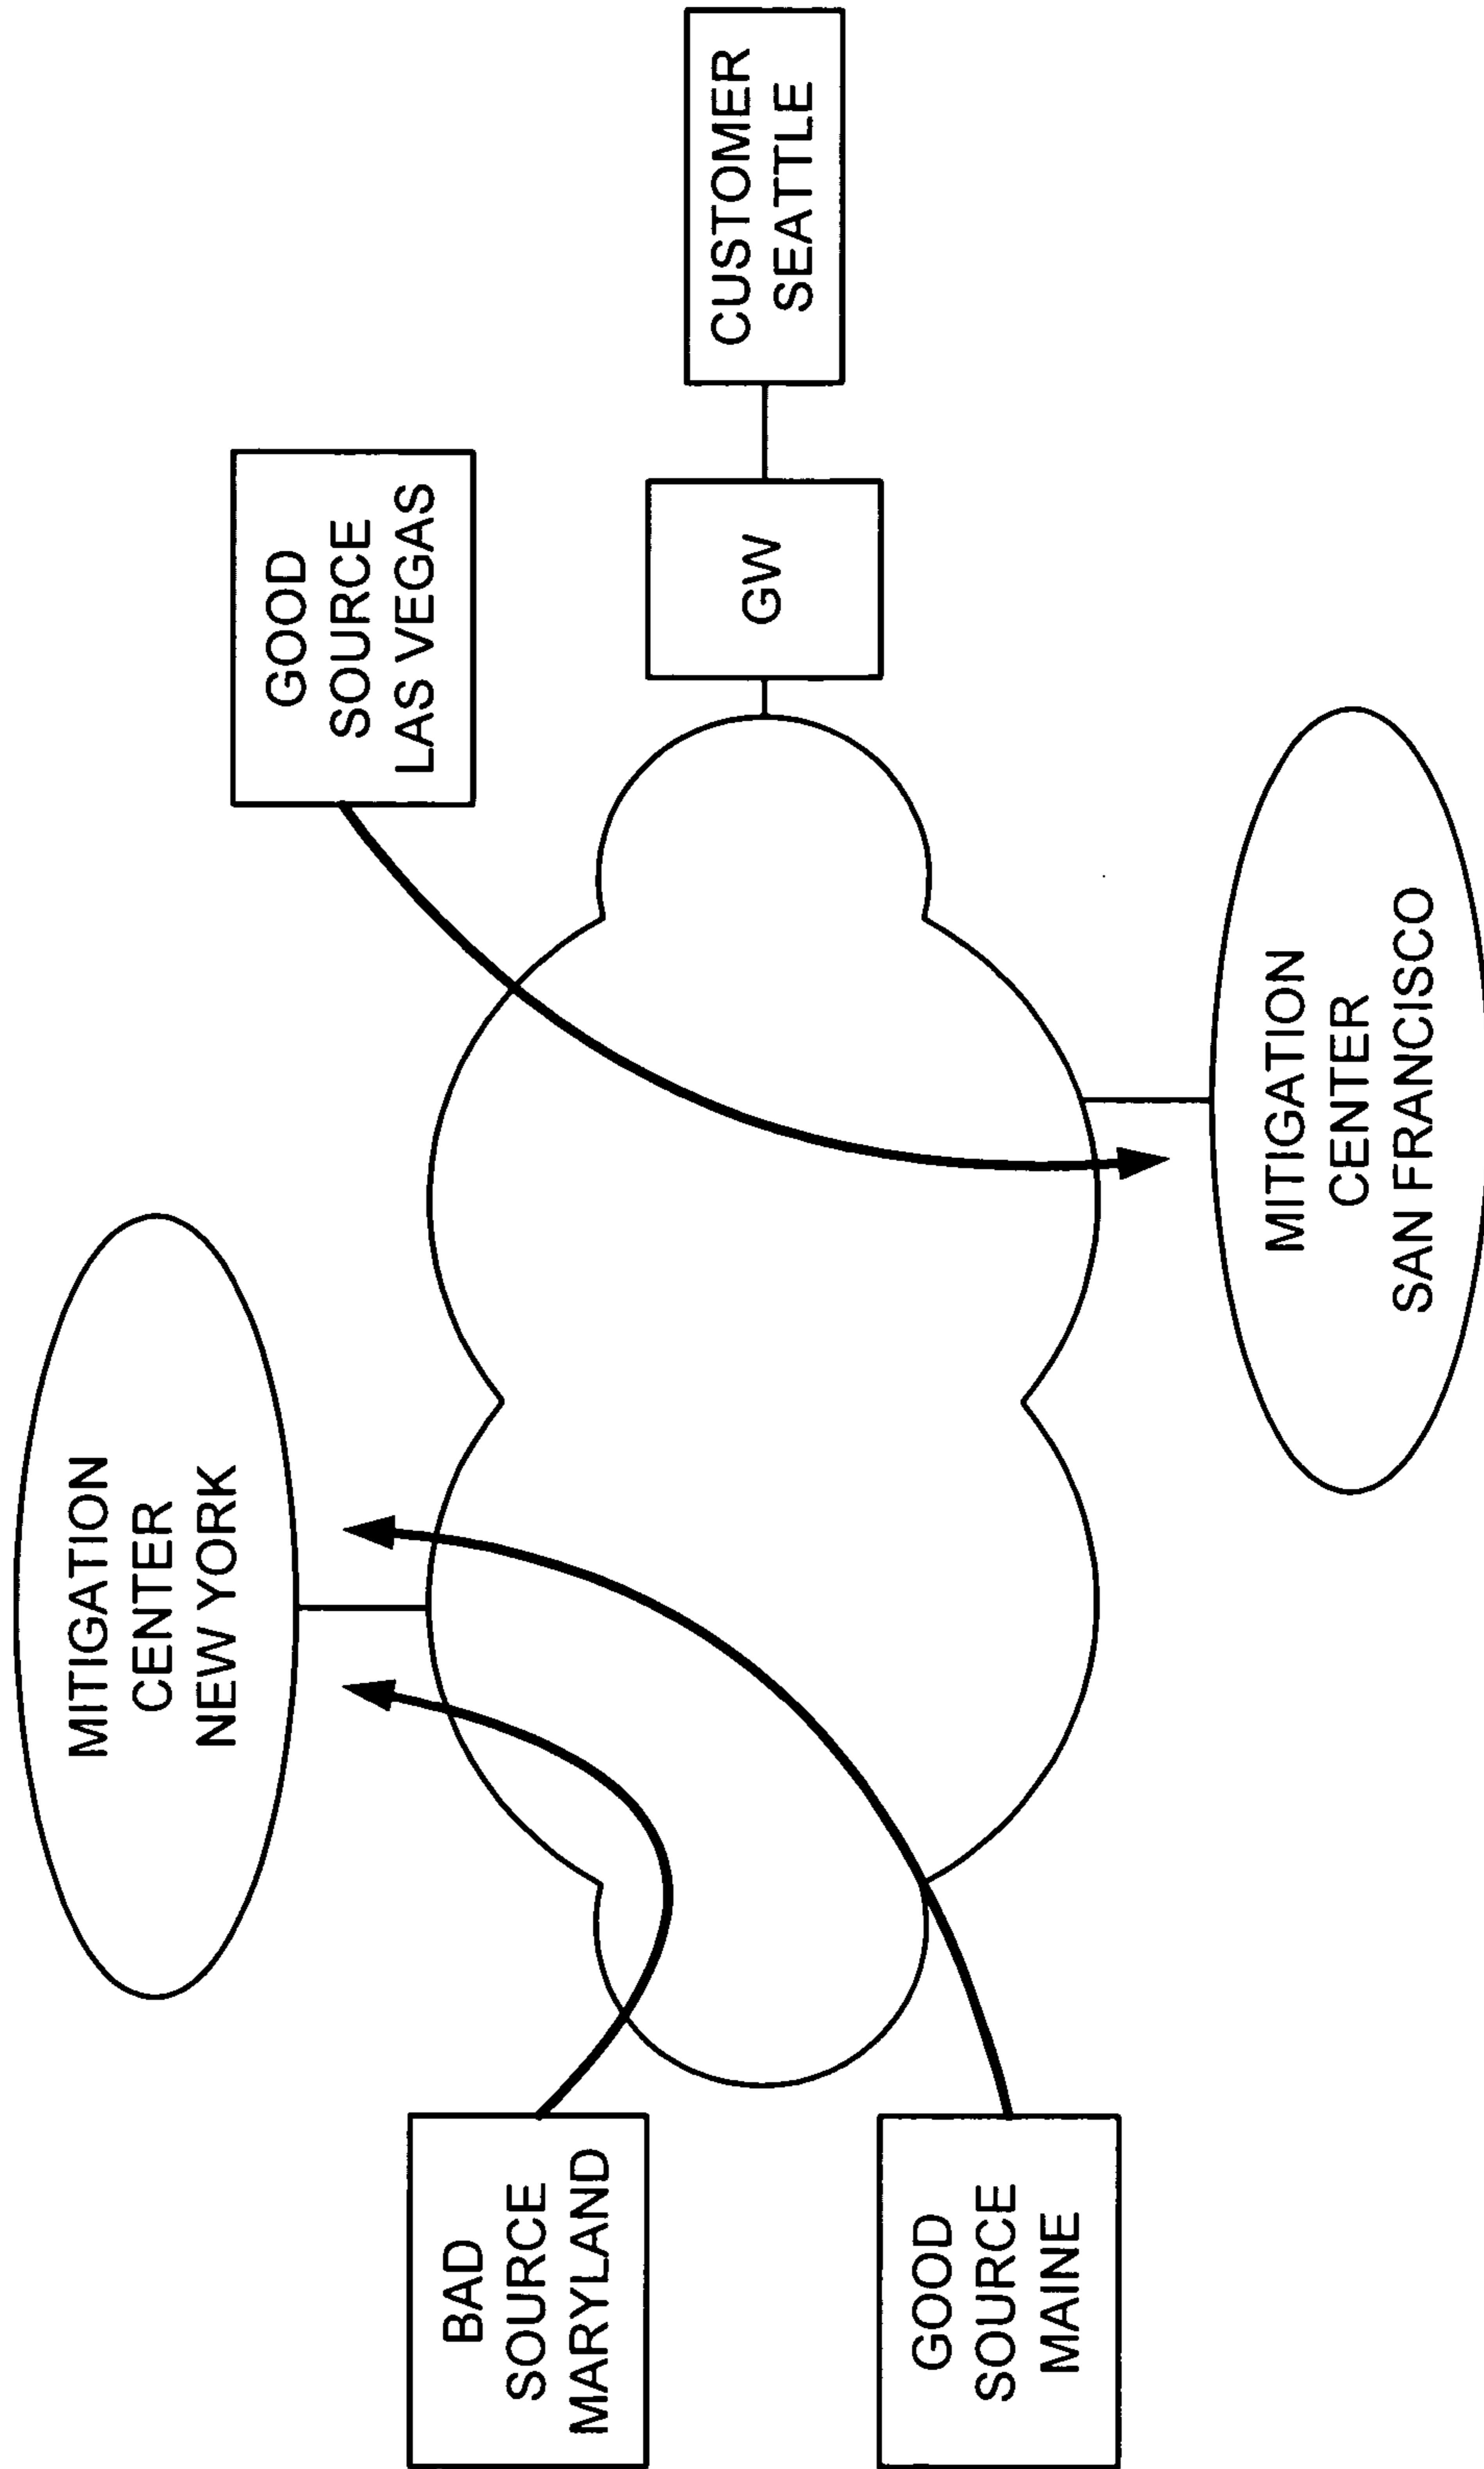 MITIGATION
CENTER
NEW YORK
GOOD
SOURCE
LAS VEGAS
BAD
SOURCE
MARYLAND
GW
CUSTOMER
SEATTLE
GOOD
SOURCE
MAINE
MITIGATION
CENTER
SAN FRANCISCO